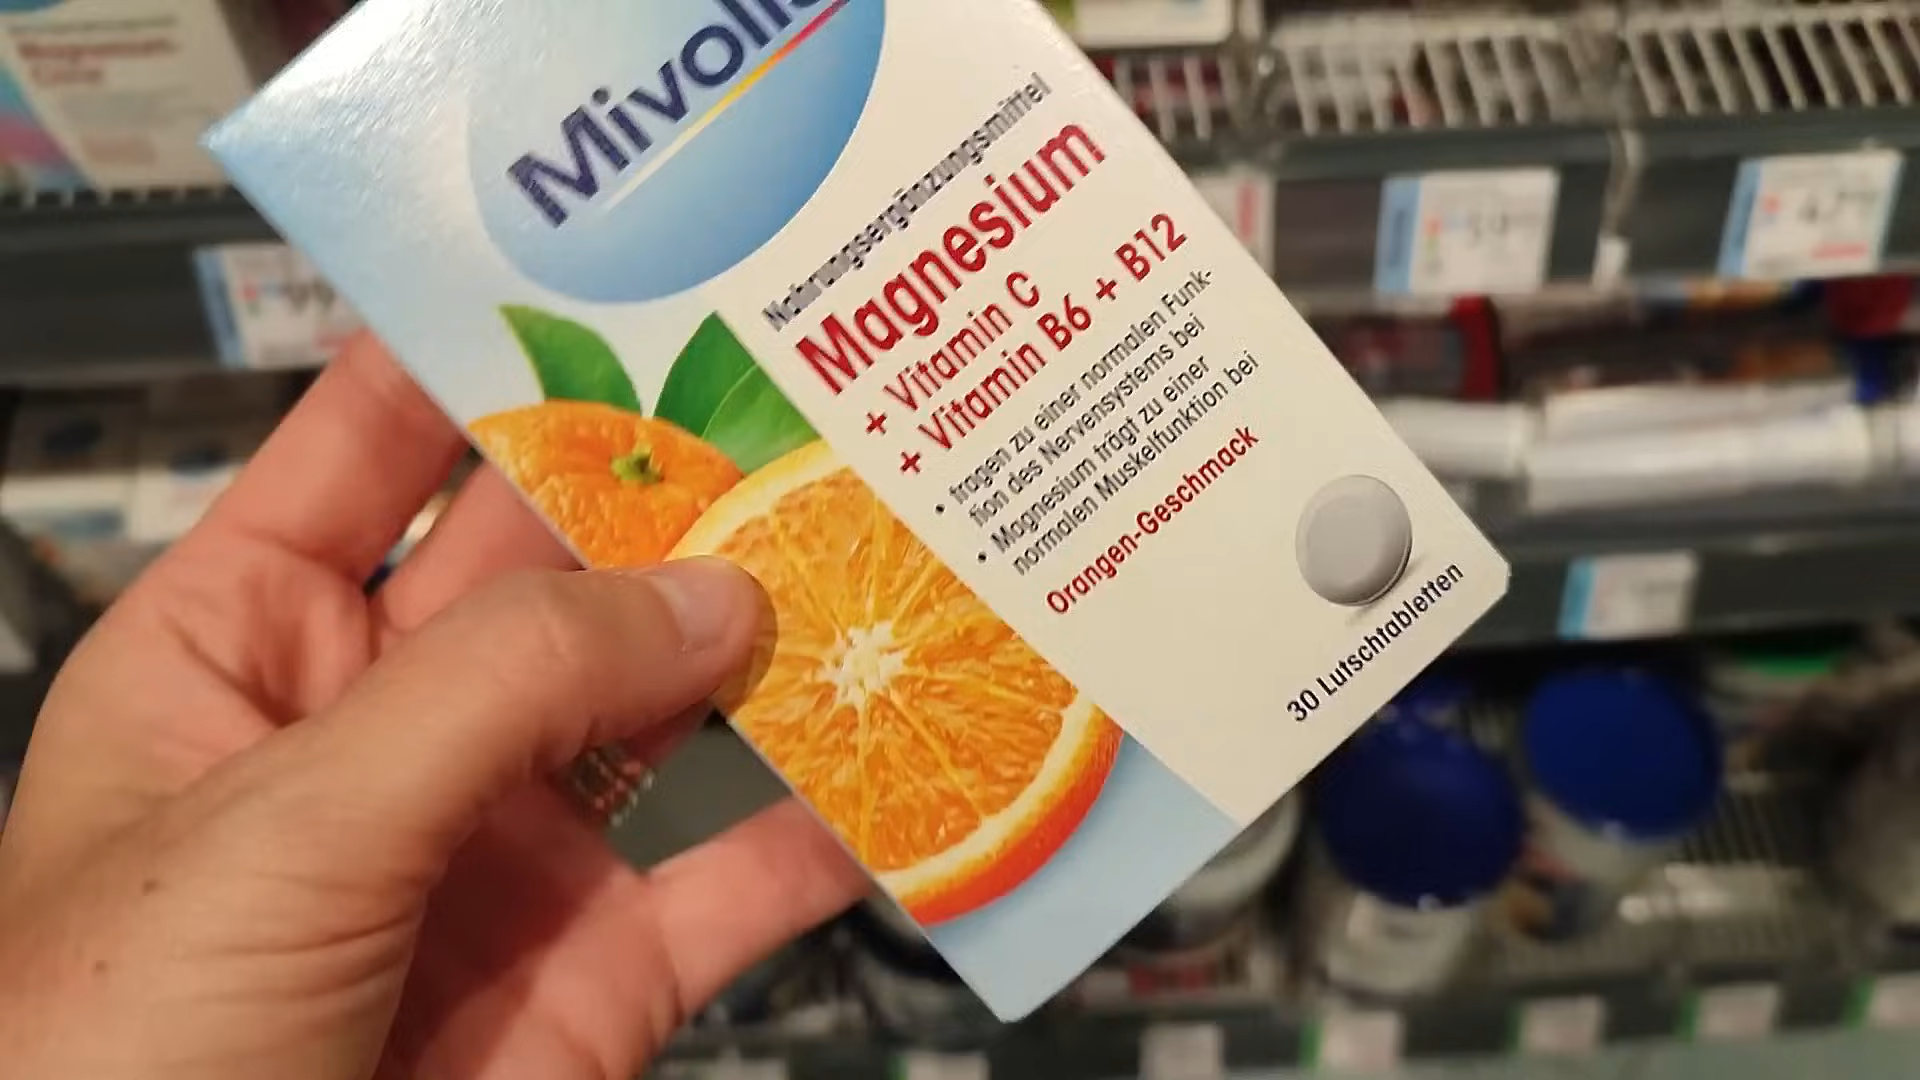 Mivolis
Nahrungsergänzungsmittel
Magnesium
+ Vitamin C
+ Vitamin B6 + B12
• tragen zu einer normalen Funk-
tion des Nervensystems bei
• Magnesium trägt zu einer
normalen Muskelfunktion bei
Orangen-Geschmack
30 Lutschtabletten